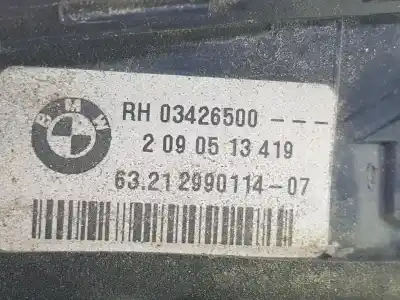 BMW
RH 03426500 ---
2 09 05 13 419
63.21 2990114-07